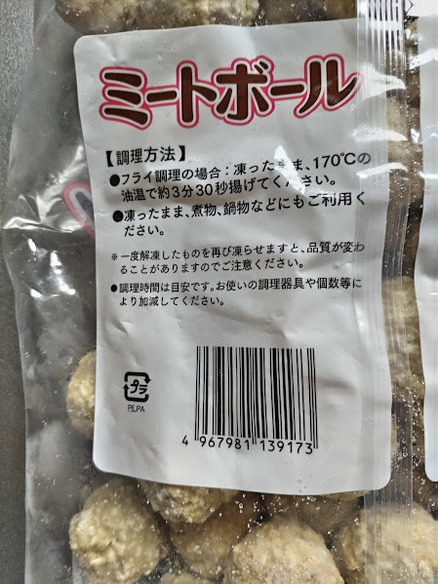 ミートボール
【調理方法】
●フライ調理の場合：凍ったまま、170℃の
油温で約3分30秒揚げてください。
●凍ったまま、煮物、鍋物などにもご利用く
ださい。
※一度解凍したものを再び凍らせますと、品質が変わ
ることがありますのでご注意ください。
●調理時間は目安です。お使いの調理器具や個数等に
より加減してください。
プラ
PE,PA
4 967981 139173